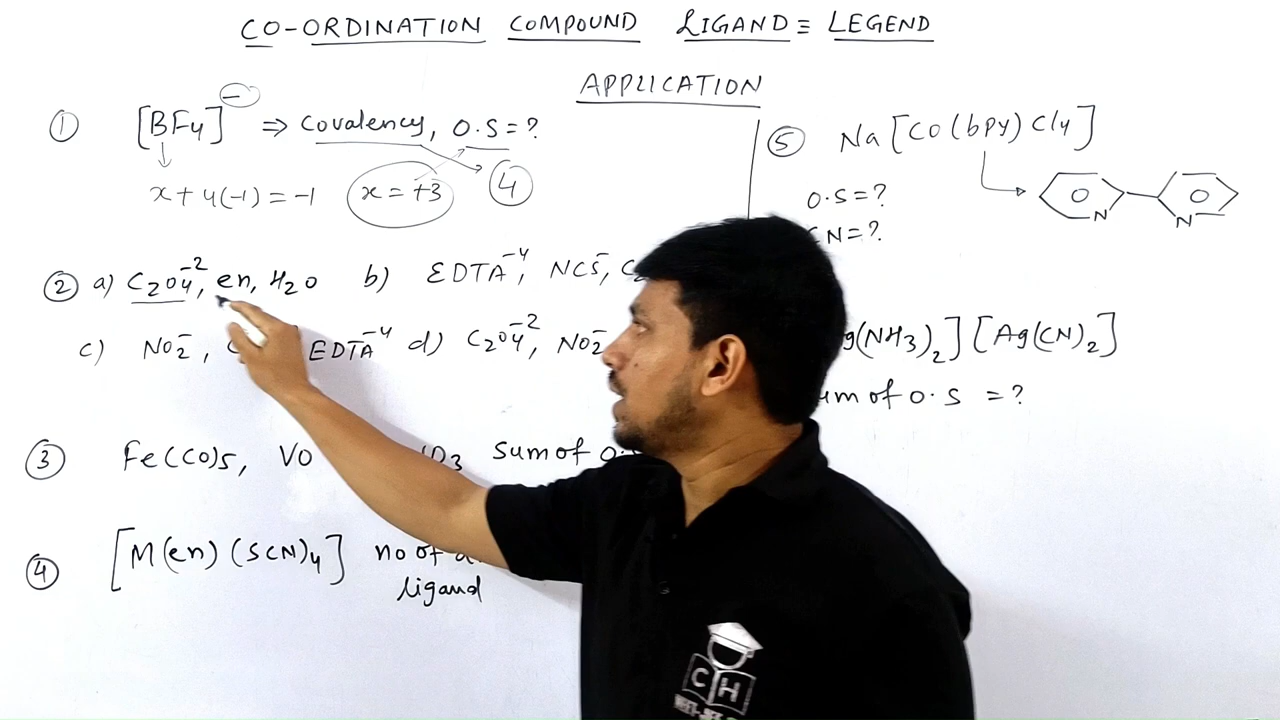 CO-ORDINATION COMPOUND LIGAND ≡ LEGEND
APPLICATION
① [BF4]⁻ ⇒ Covalency, O.S = ?
x + 4(-1) = -1 x = +3 ④
② a) C2O4⁻², en, H2O b) EDTA⁻⁴, NCS⁻,
c) NO2⁻, EDTA⁻⁴ d) C2O4⁻², NO2⁻
③ Fe(CO)5, VO Sum of
④ [M(en)(SCN)4] no of
ligand
⑤ Na[CO(bpy)Cl4]
O.S = ?
N = ?
N N
g(NH3)2][Ag(CN)2]
um of O.S = ?
CH